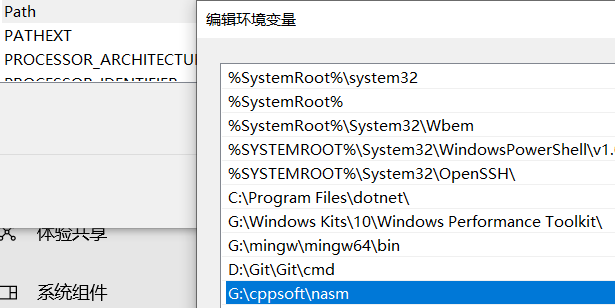 Path
PATHEXT
PROCESSOR_ARCHITECTU
PROCESSOR_IDENTIFIER
体验共享
系统组件
编辑环境变量
%SystemRoot%\system32
%SystemRoot%
%SystemRoot%\System32\Wbem
%SYSTEMROOT%\System32\WindowsPowerShell\v1.0
%SYSTEMROOT%\System32\OpenSSH\
C:\Program Files\dotnet\
G:\Windows Kits\10\Windows Performance Toolkit\
G:\mingw\mingw64\bin
D:\Git\Git\cmd
G:\cppsoft\nasm